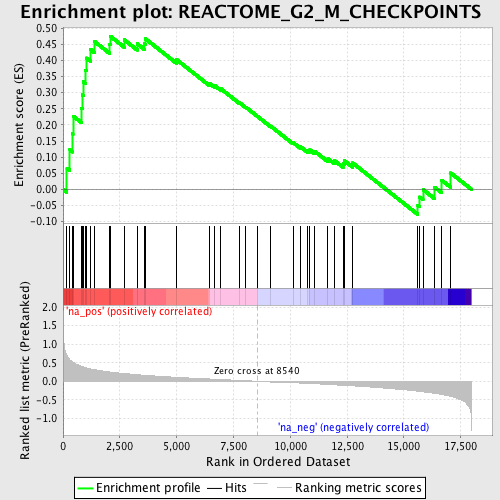 Enrichment plot: REACTOME_G2_M_CHECKPOINTS
Enrichment score (ES)
0.50
0.45
0.40
0.35
0.30
0.25
0.20
0.15
0.10
0.05
0.00
-0.05
-0.10
'na_pos' (positively correlated)
Ranked list metric (PreRanked)
2.0
1.5
1.0
0.5
0.0
-0.5
-1.0
Zero cross at 8540
'na_neg' (negatively correlated)
0 2,500 5,000 7,500 10,000 12,500 15,000 17,500
Rank in Ordered Dataset
Enrichment profile Hits Ranking metric scores